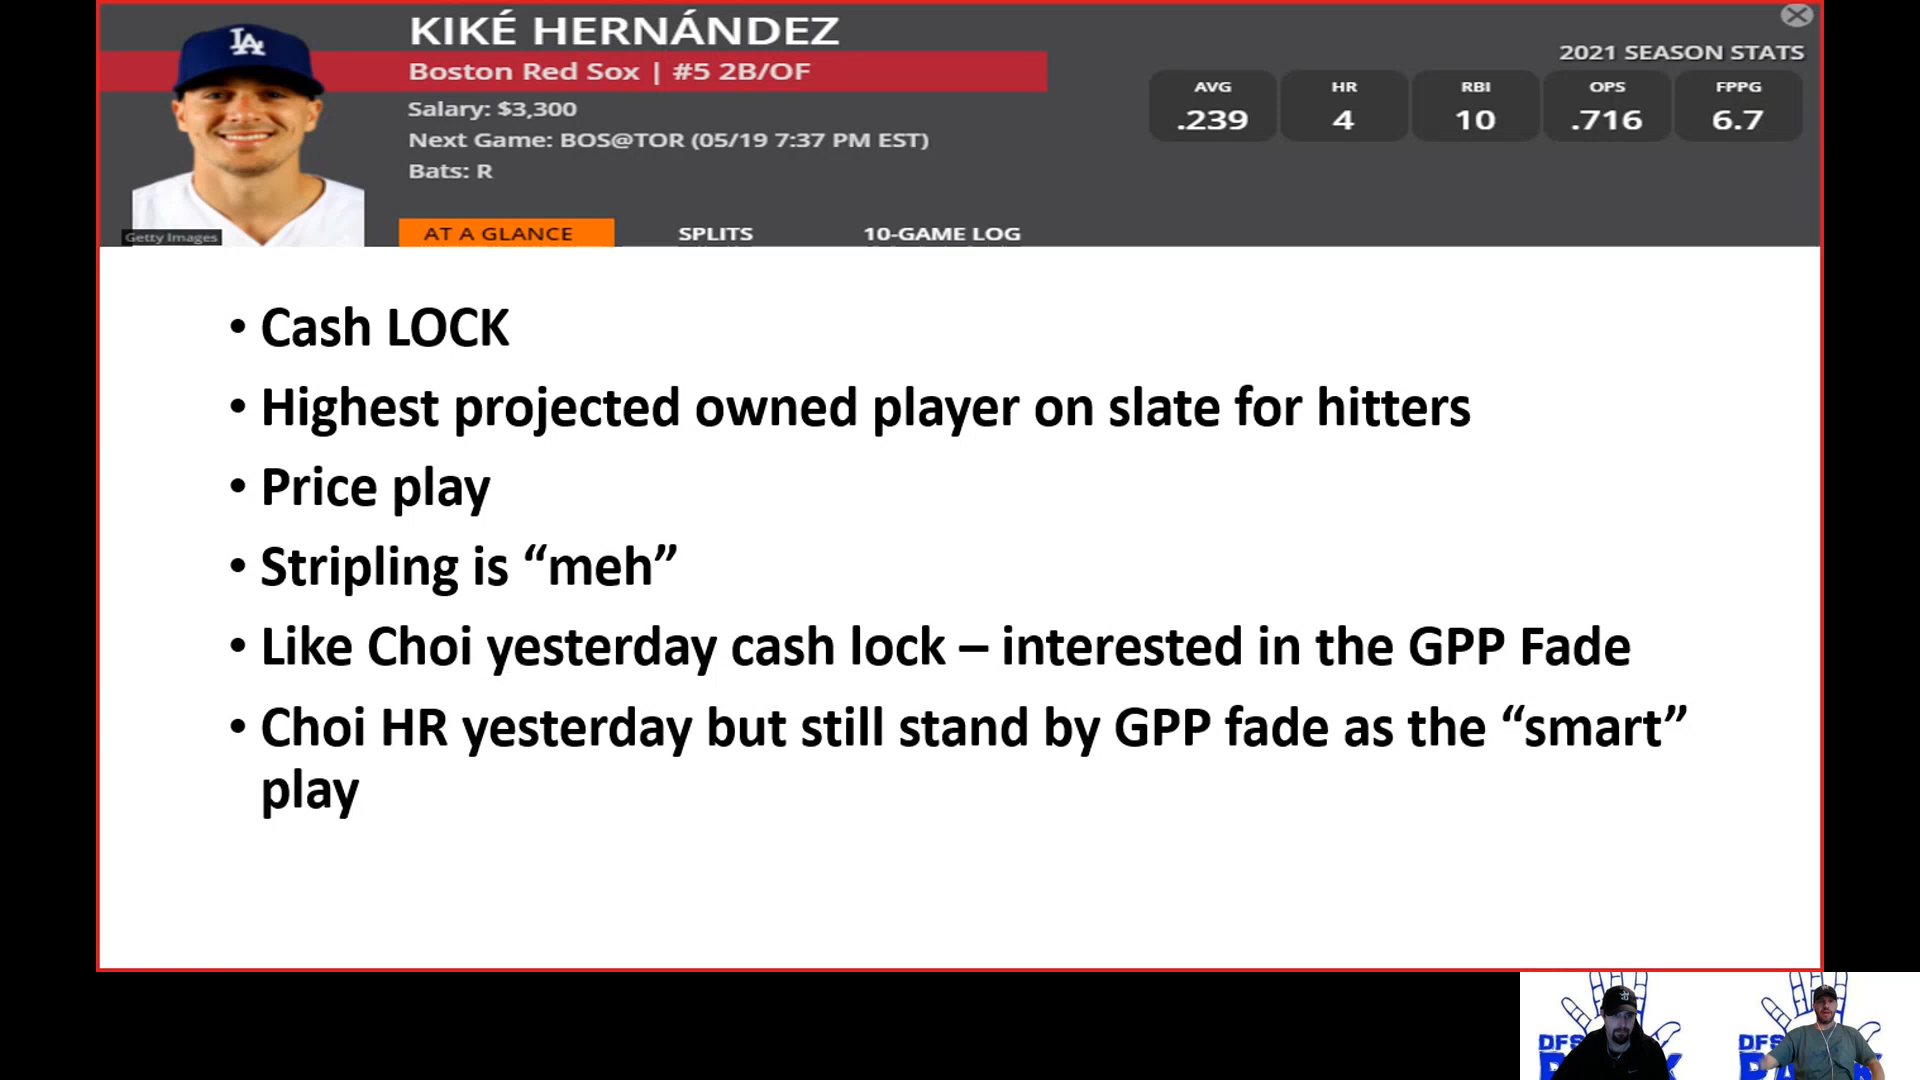 KIKÉ HERNÁNDEZ
Boston Red Sox | #5 2B/OF
Salary: $3,300
Next Game: BOS@TOR (05/19 7:37 PM EST)
Bats: R
2021 SEASON STATS
AVG HR RBI OPS FPPG
.239 4 10 .716 6.7
LA
Getty Images
AT A GLANCE SPLITS 10-GAME LOG
• Cash LOCK
• Highest projected owned player on slate for hitters
• Price play
• Stripling is “meh”
• Like Choi yesterday cash lock – interested in the GPP Fade
• Choi HR yesterday but still stand by GPP fade as the “smart”
play
DFS
DFS